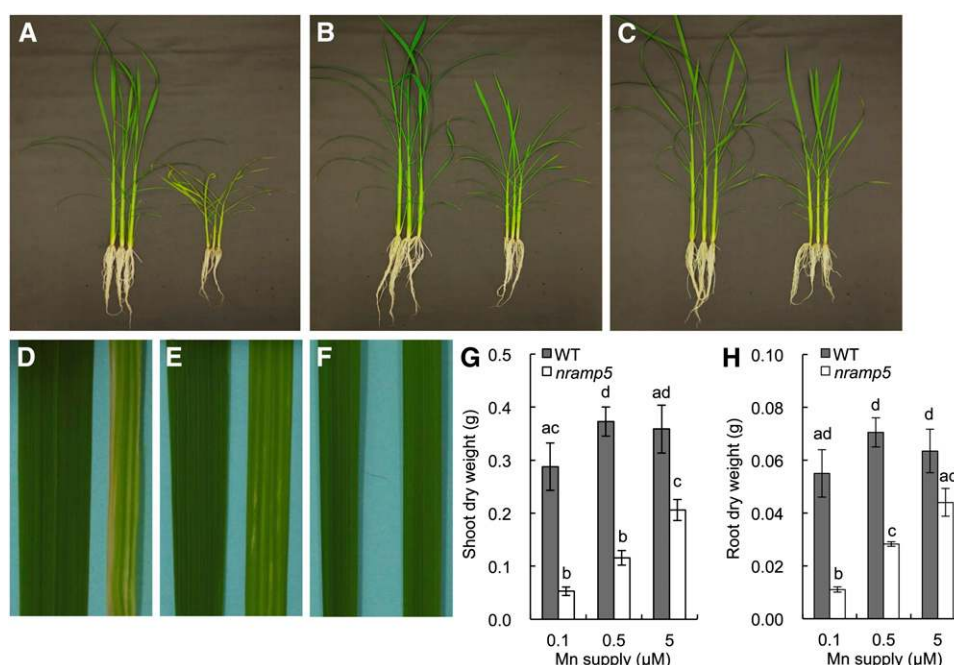 A
B
C
D
E
F
G
Shoot dry weight (g)
0.5
0.4
0.3
0.2
0.1
0.0
WT
nramp5
ac
b
d
b
ad
c
0.1
0.5
5
Mn supply (µM)
H
Root dry weight (g)
0.10
0.08
0.06
0.04
0.02
0.00
WT
nramp5
ad
b
d
c
d
ac
0.1
0.5
5
Mn supply (µM)